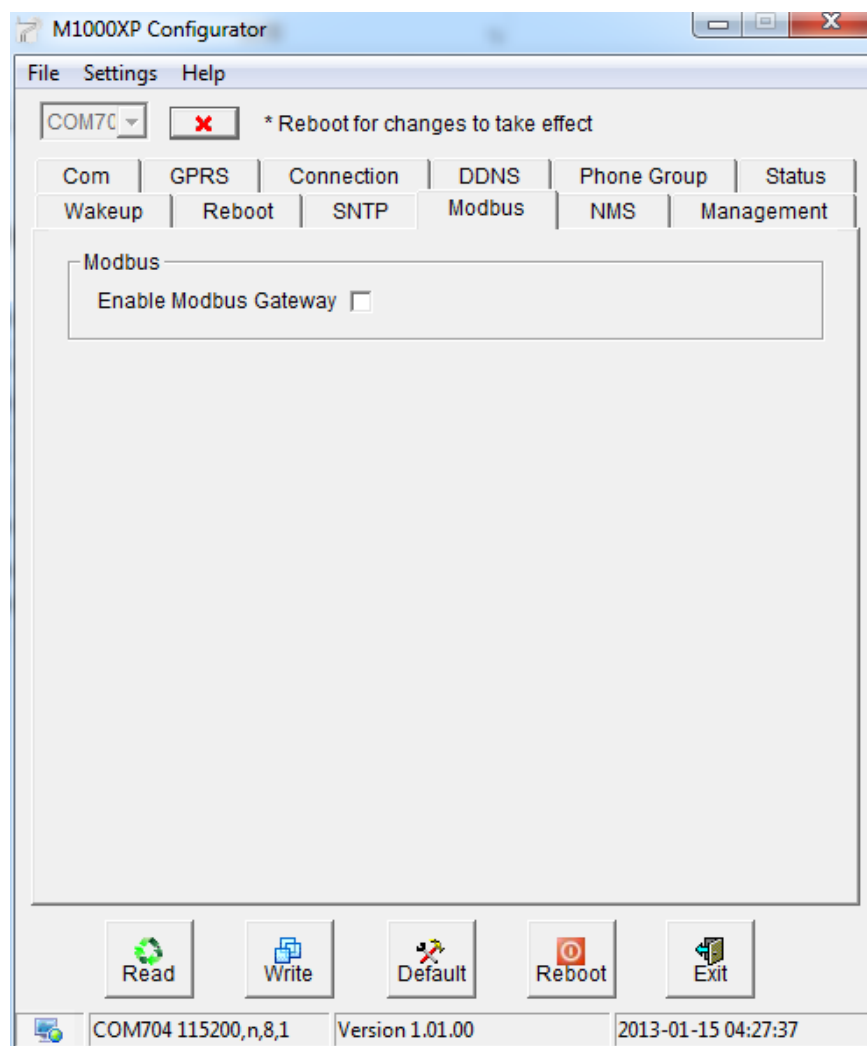 M1000XP Configurator
File Settings Help
COM70 * Reboot for changes to take effect
Com GPRS Connection DDNS Phone Group Status
Wakeup Reboot SNTP Modbus NMS Management
Modbus
Enable Modbus Gateway
Read Write Default Reboot Exit
COM704 115200,n,8,1 Version 1.01.00 2013-01-15 04:27:37